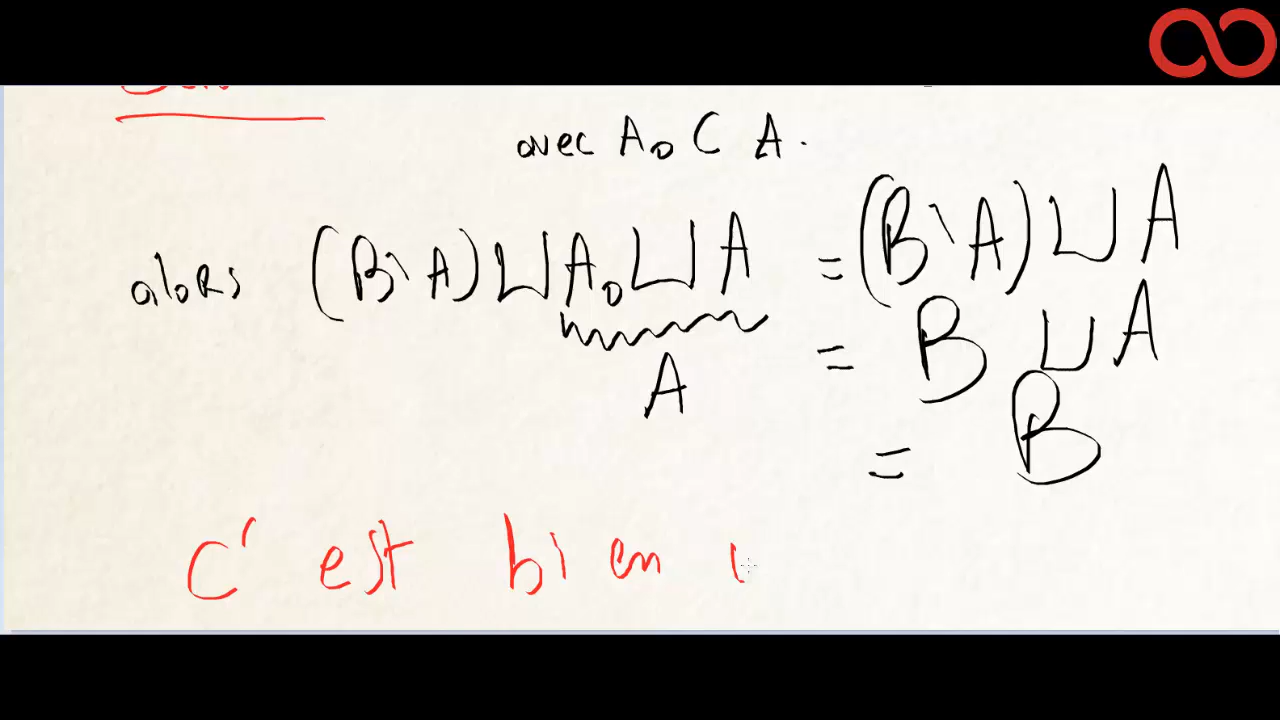 avec A₀ ⊂ A.
alors (B\A) ⊔ A₀ ⊔ A = (B\A) ⊔ A
A
= B ⊔ A
= B
C'est bien